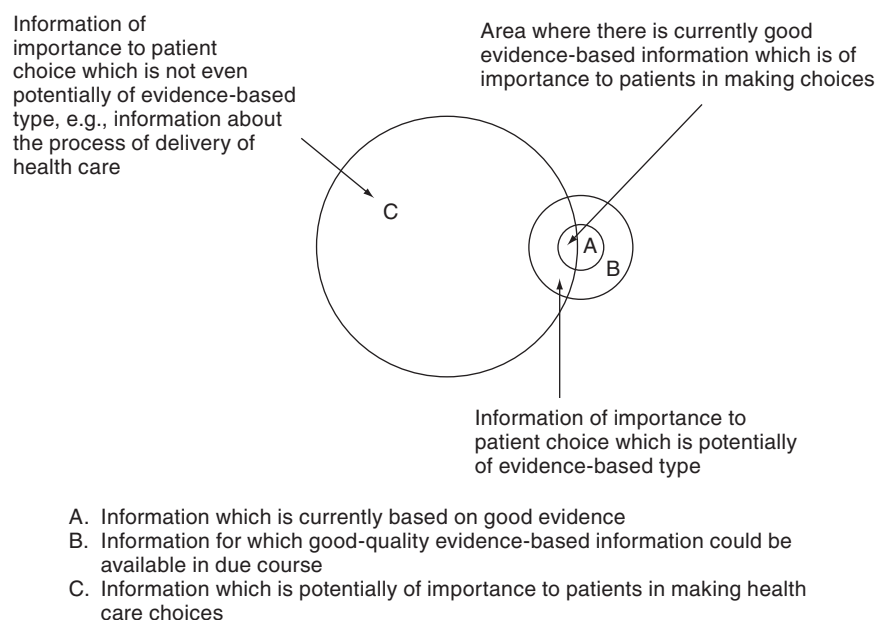 Information of
importance to patient
choice which is not even
potentially of evidence-based
type, e.g., information about
the process of delivery of
health care
Area where there is currently good
evidence-based information which is of
importance to patients in making choices
C
A
B
Information of importance to
patient choice which is potentially
of evidence-based type
A. Information which is currently based on good evidence
B. Information for which good-quality evidence-based information could be
available in due course
C. Information which is potentially of importance to patients in making health
care choices